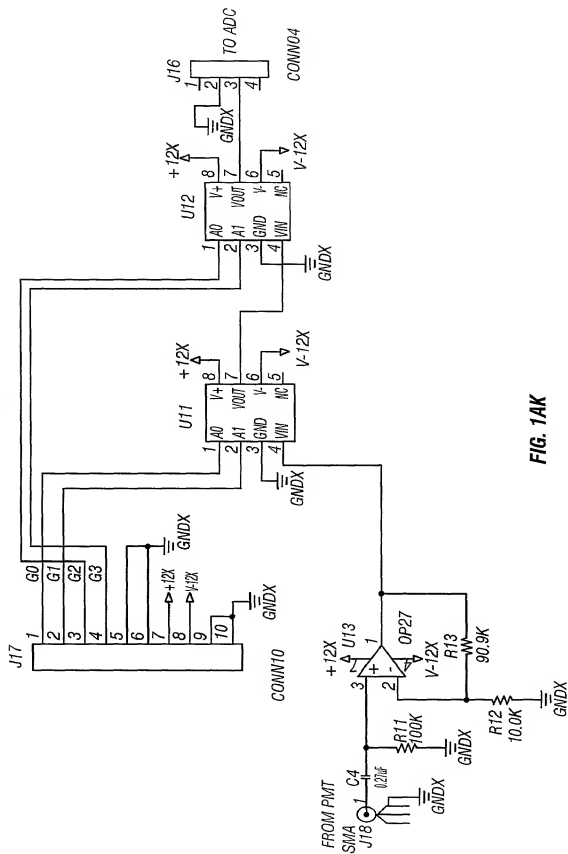 J17
1
2
3
4
5
6
7
8
9
10
CONN10
G0
G1
G2
G3
GNDX
+12X
V-12X
GNDX
U11
1
2
3
4
A0
A1
GND
VIN
V+
VOUT
V-
NC
8
7
6
5
+12X
V-12X
GNDX
U12
1
2
3
4
A0
A1
GND
VIN
V+
VOUT
V-
NC
8
7
6
5
+12X
V-12X
GNDX
J16
1
2
3
4
TO ADC
CONN04
GNDX
FROM PMT
SMA
J18
1
C4
0.27uF
GNDX
R11
100K
GNDX
+12X
U13
3
2
+
-
1
OP27
V-12X
R13
90.9K
R12
10.0K
GNDX
FIG. 1AK